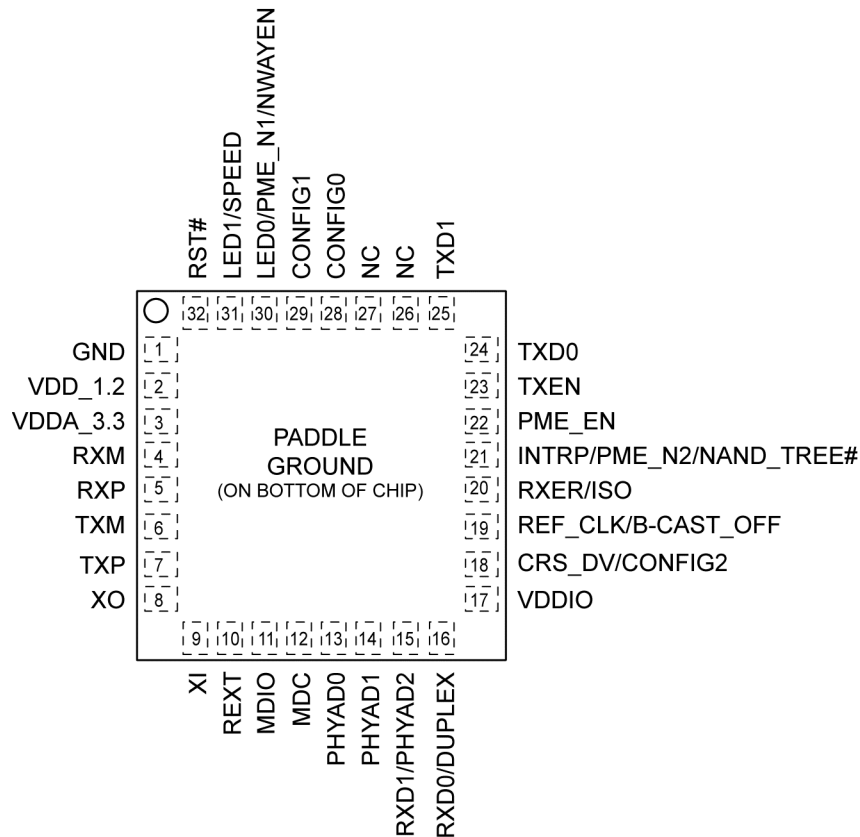 RST#
LED1/SPEED
LED0/PME_N1/NWAYEN
CONFIG1
CONFIG0
NC
NC
TXD1
32 31 30 29 28 27 26 25
GND 1
VDD_1.2 2
VDDA_3.3 3
RXM 4
RXP 5
TXM 6
TXP 7
XO 8
PADDLE
GROUND
(ON BOTTOM OF CHIP)
24 TXD0
23 TXEN
22 PME_EN
21 INTRP/PME_N2/NAND_TREE#
20 RXER/ISO
19 REF_CLK/B-CAST_OFF
18 CRS_DV/CONFIG2
17 VDDIO
9 10 11 12 13 14 15 16
XI
REXT
MDIO
MDC
PHYAD0
PHYAD1
RXD1/PHYAD2
RXD0/DUPLEX